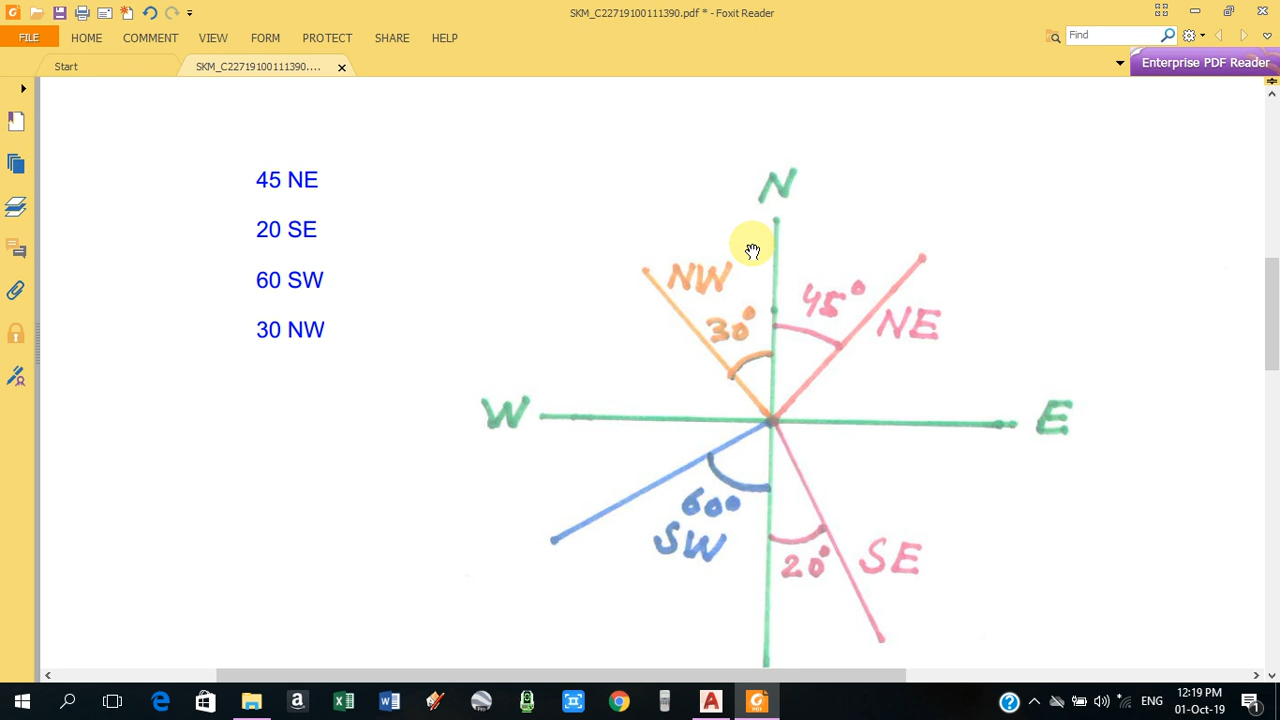 SKM_C22719100111390.pdf * - Foxit Reader
FILE HOME COMMENT VIEW FORM PROTECT SHARE HELP
Find
Start
SKM_C22719100111390....
Enterprise PDF Reader
45 NE
20 SE
60 SW
30 NW
N
NW
45°
30°
NE
W
E
60°
SW
20°
SE
ENG
12:19 PM
01-Oct-19
1